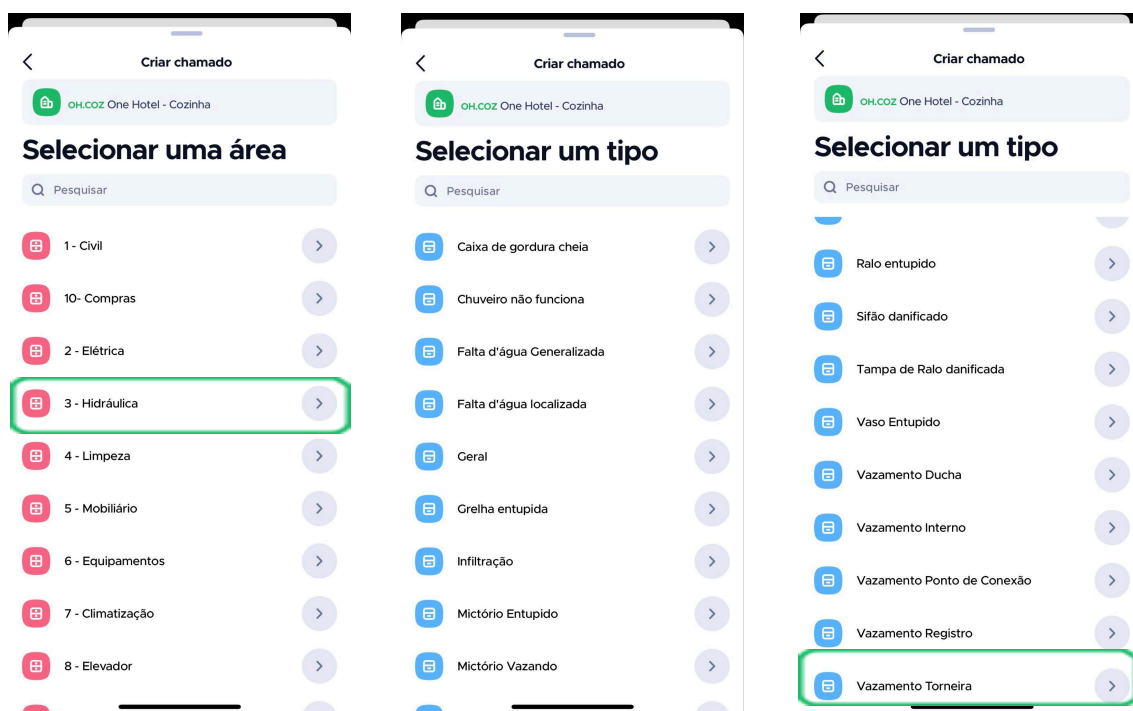 Criar chamado
OH.COZ One Hotel - Cozinha
Selecionar uma área
Pesquisar
1 - Civil
10- Compras
2 - Elétrica
3 - Hidráulica
4 - Limpeza
5 - Mobiliário
6 - Equipamentos
7 - Climatização
8 - Elevador
Criar chamado
OH.COZ One Hotel - Cozinha
Selecionar um tipo
Pesquisar
Caixa de gordura cheia
Chuveiro não funciona
Falta d'água Generalizada
Falta d'água localizada
Geral
Grelha entupida
Infiltração
Mictório Entupido
Mictório Vazando
Criar chamado
OH.COZ One Hotel - Cozinha
Selecionar um tipo
Pesquisar
Ralo entupido
Sifão danificado
Tampa de Ralo danificada
Vaso Entupido
Vazamento Ducha
Vazamento Interno
Vazamento Ponto de Conexão
Vazamento Registro
Vazamento Torneira